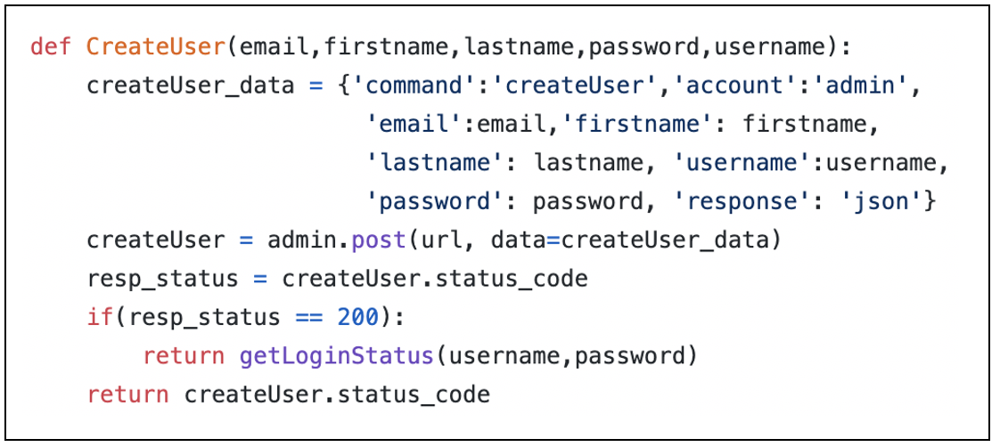 def CreateUser(email,firstname,lastname,password,username):
    createUser_data = {'command':'createUser','account':'admin',
                    'email':email,'firstname': firstname,
                    'lastname': lastname, 'username':username,
                    'password': password, 'response': 'json'}
    createUser = admin.post(url, data=createUser_data)
    resp_status = createUser.status_code
    if(resp_status == 200):
        return getLoginStatus(username,password)
    return createUser.status_code